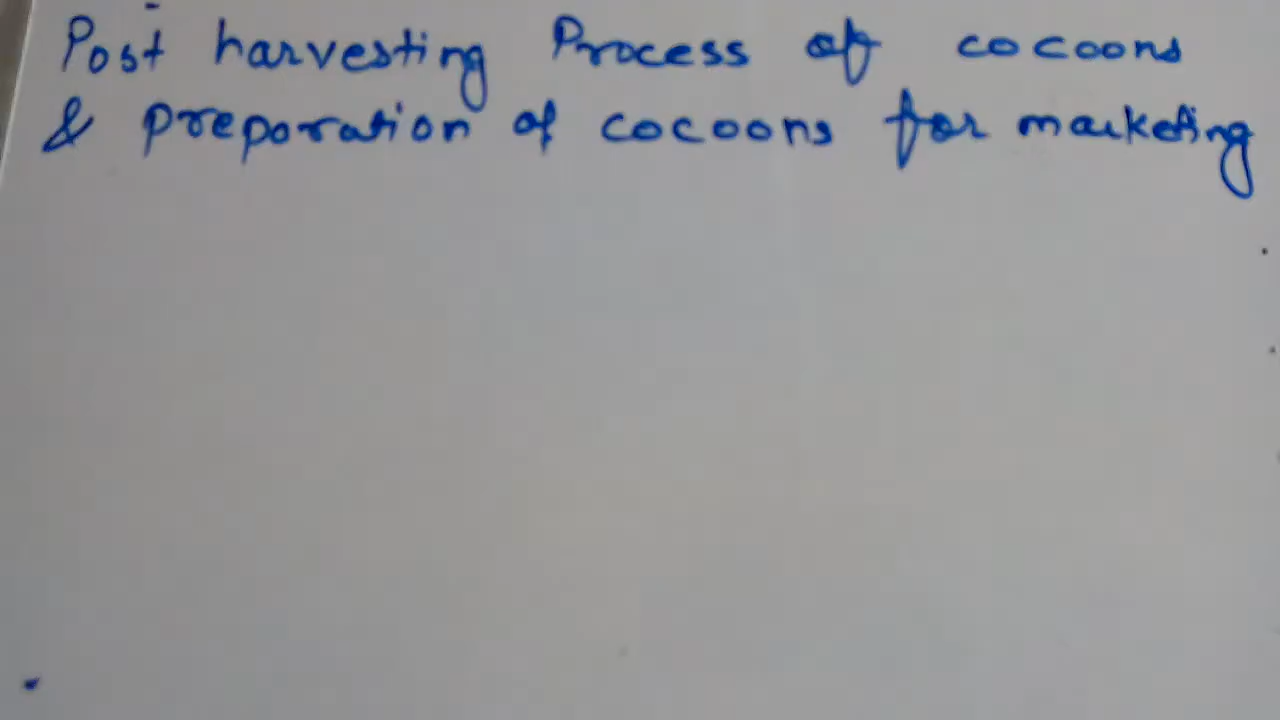 Post harvesting Process of cocoons
& preporation of cocoons for marketing